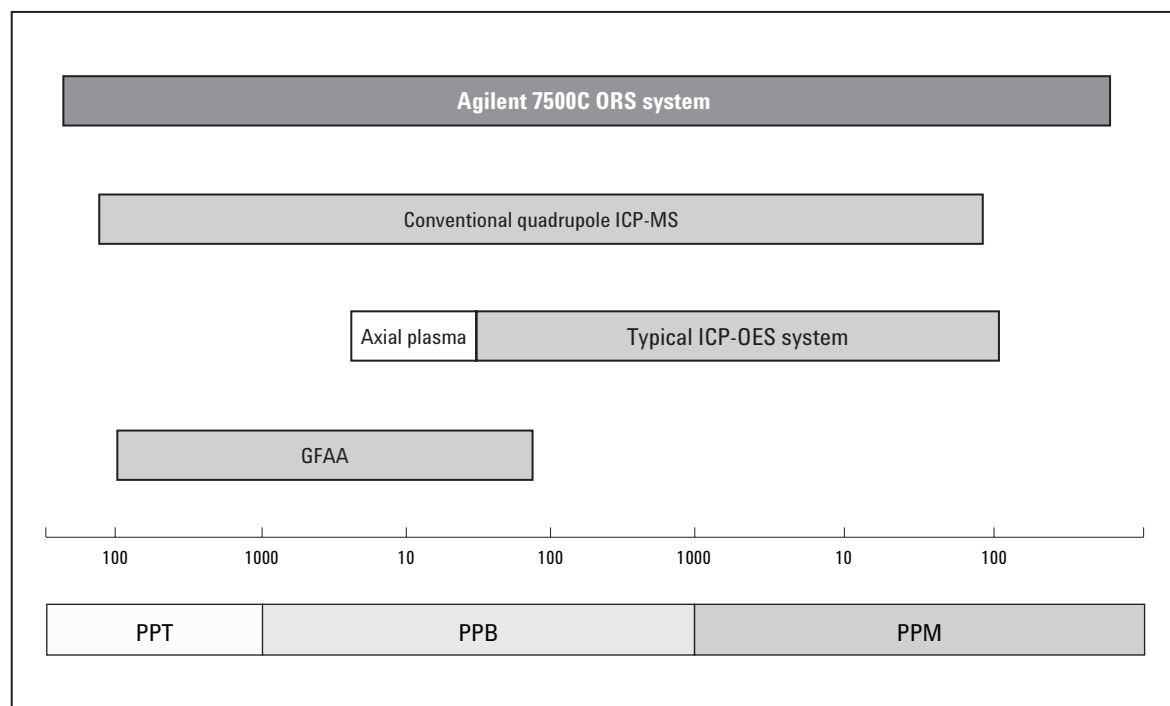 Agilent 7500C ORS system
Conventional quadrupole ICP-MS
Axial plasma
Typical ICP-OES system
GFAA
100 1000 10 100 1000 10 100
PPT PPB PPM